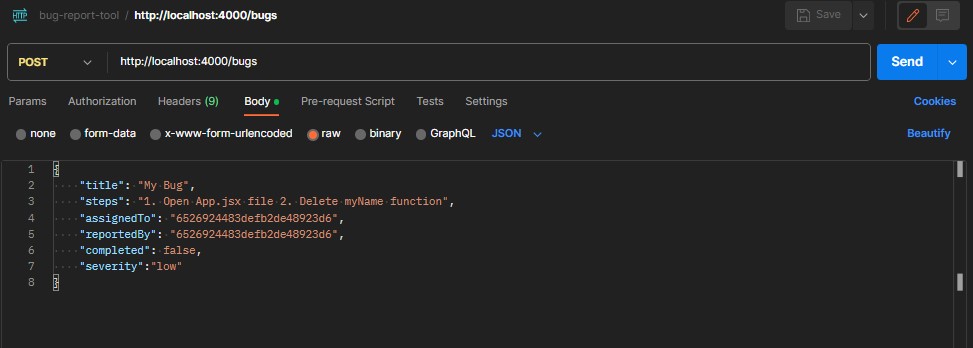 HTTP bug-report-tool / http://localhost:4000/bugs Save
POST http://localhost:4000/bugs Send
Params Authorization Headers (9) Body Pre-request Script Tests Settings Cookies
none form-data x-www-form-urlencoded raw binary GraphQL JSON Beautify
1 {
2 "title": "My Bug",
3 "steps": "1. Open App.jsx file 2. Delete myName function",
4 "assignedTo": "6526924483defb2de48923d6",
5 "reportedBy": "6526924483defb2de48923d6",
6 "completed": false,
7 "severity":"low"
8 }